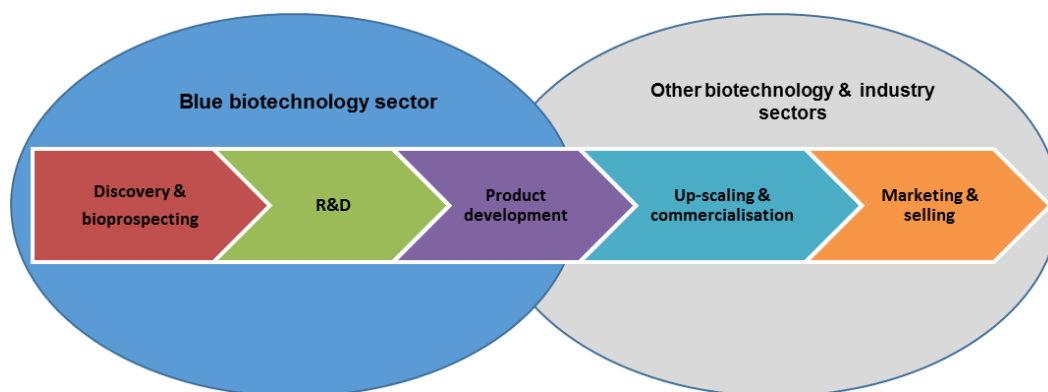 Blue biotechnology sector
Other biotechnology & industry
sectors
Discovery &
bioprospecting
R&D
Product
development
Up-scaling &
commercialisation
Marketing &
selling